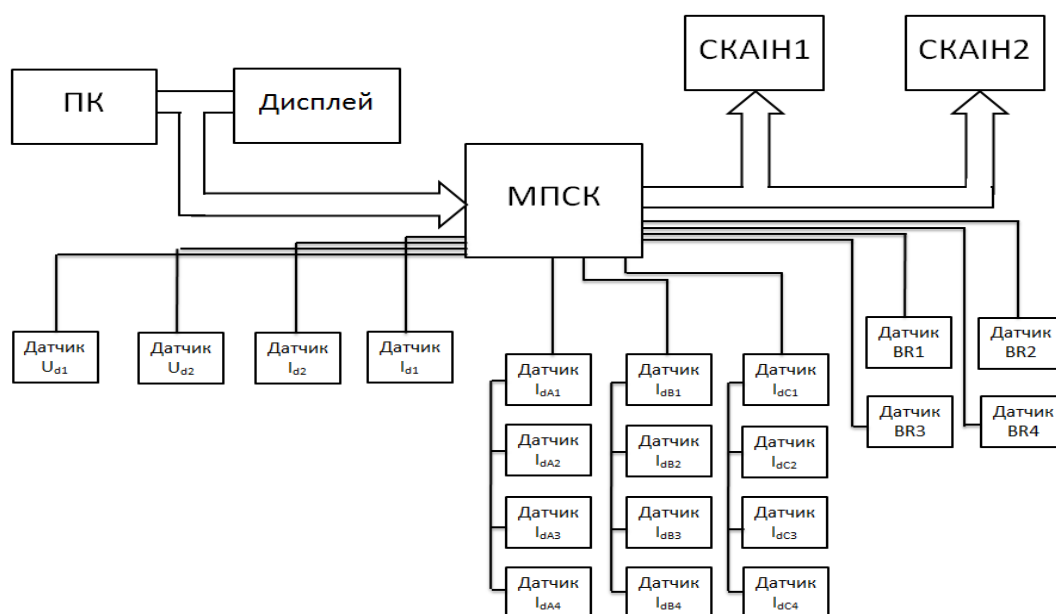 СКАІН1
СКАІН2
ПК
Дисплей
МПСК
Датчик
Ud1
Датчик
Ud2
Датчик
Id2
Датчик
Id1
Датчик
IdA1
Датчик
IdB1
Датчик
IdC1
Датчик
BR1
Датчик
BR2
Датчик
BR3
Датчик
BR4
Датчик
IdA2
Датчик
IdB2
Датчик
IdC2
Датчик
IdA3
Датчик
IdB3
Датчик
IdC3
Датчик
IdA4
Датчик
IdB4
Датчик
IdC4